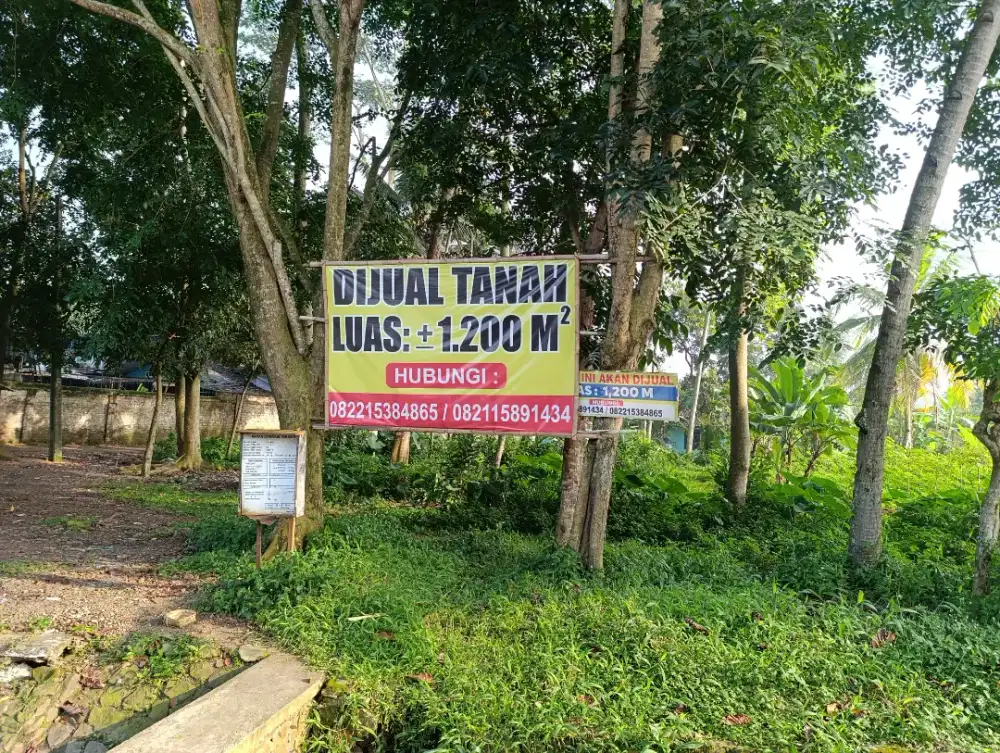 DIJUAL TANAH
LUAS: ± 1.200 M²
HUBUNGI :
082215384865 / 082115891434
INI AKAN DIJUAL
AS : 1,200 M
HUBUNGI
891434 / 082215384865